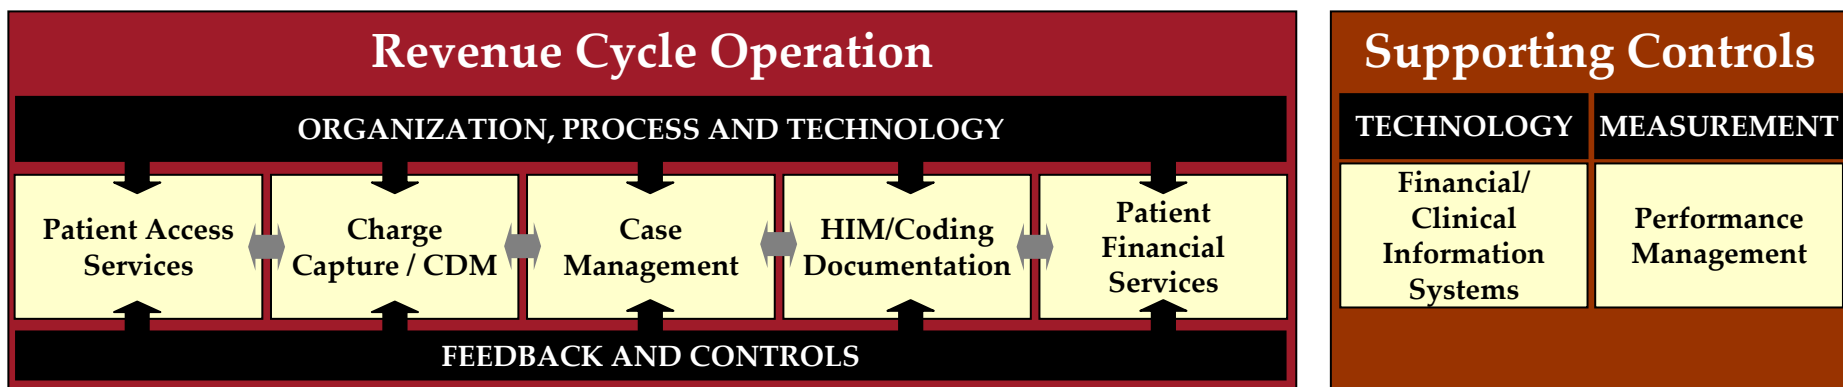 Revenue Cycle Operation
ORGANIZATION, PROCESS AND TECHNOLOGY
Patient Access
Services
Charge
Capture / CDM
Case
Management
HIM/Coding
Documentation
Patient
Financial
Services
FEEDBACK AND CONTROLS
Supporting Controls
TECHNOLOGY
MEASUREMENT
Financial/
Clinical
Information
Systems
Performance
Management